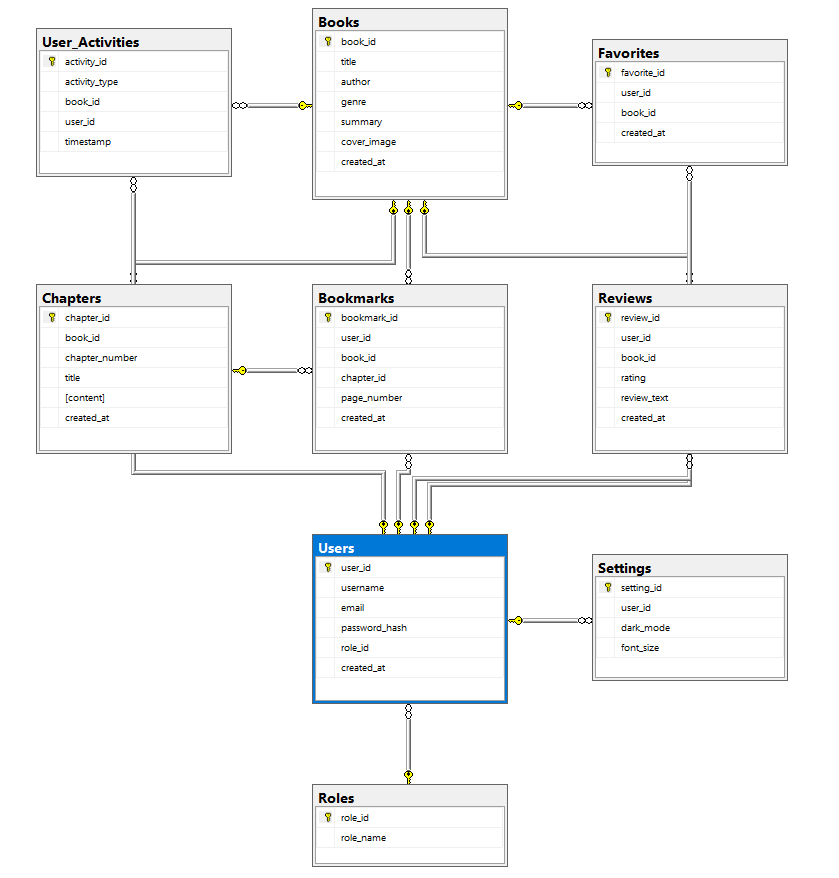 User_Activities
activity_id
activity_type
book_id
user_id
timestamp
Books
book_id
title
author
genre
summary
cover_image
created_at
Favorites
favorite_id
user_id
book_id
created_at
Chapters
chapter_id
book_id
chapter_number
title
[content]
created_at
Bookmarks
bookmark_id
user_id
book_id
chapter_id
page_number
created_at
Reviews
review_id
user_id
book_id
rating
review_text
created_at
Users
user_id
username
email
password_hash
role_id
created_at
Settings
setting_id
user_id
dark_mode
font_size
Roles
role_id
role_name